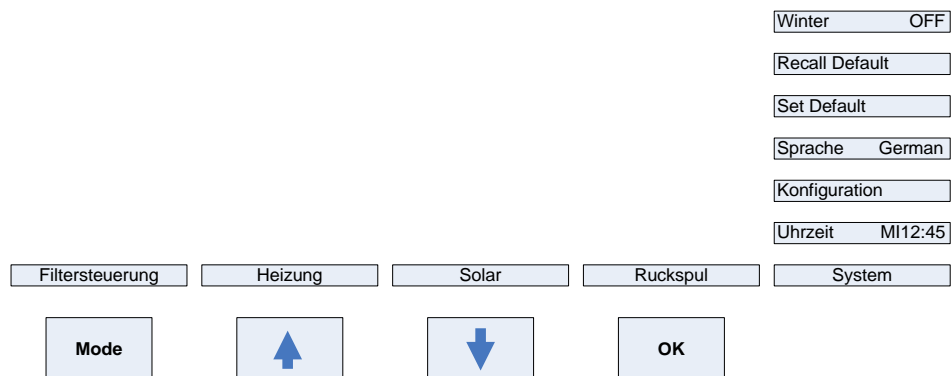 Winter OFF
Recall Default
Set Default
Sprache German
Konfiguration
Uhrzeit MI12:45
Filtersteuerung Heizung Solar Ruckspul System
Mode OK